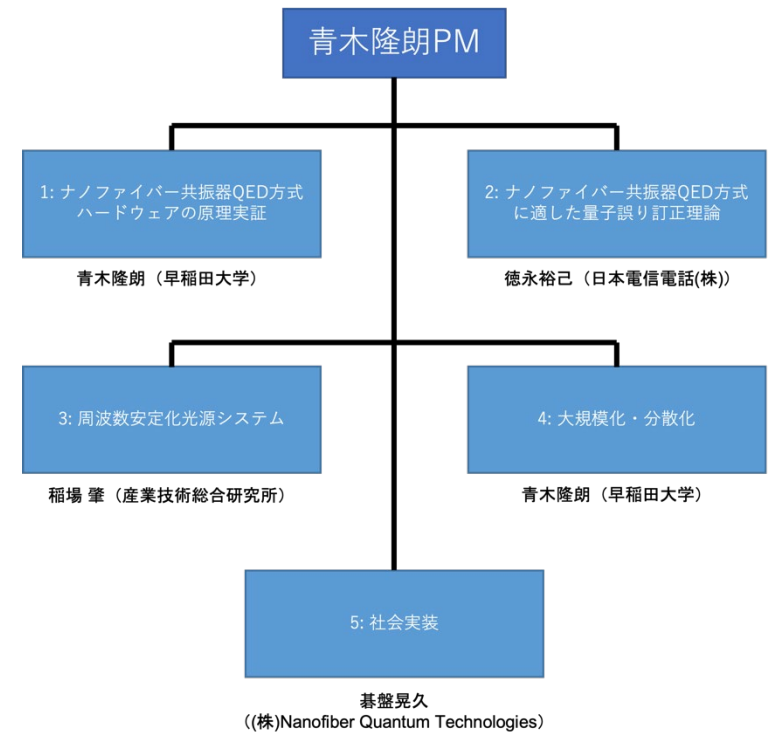 青木隆朗PM
1: ナノファイバー共振器QED方式
ハードウェアの原理実証
青木隆朗（早稲田大学）
2: ナノファイバー共振器QED方式
に適した量子誤り訂正理論
徳永裕己（日本電信電話(株)）
3: 周波数安定化光源システム
稲場 肇（産業技術総合研究所）
4: 大規模化・分散化
青木隆朗（早稲田大学）
5: 社会実装
碁盤晃久
（(株)Nanofiber Quantum Technologies）